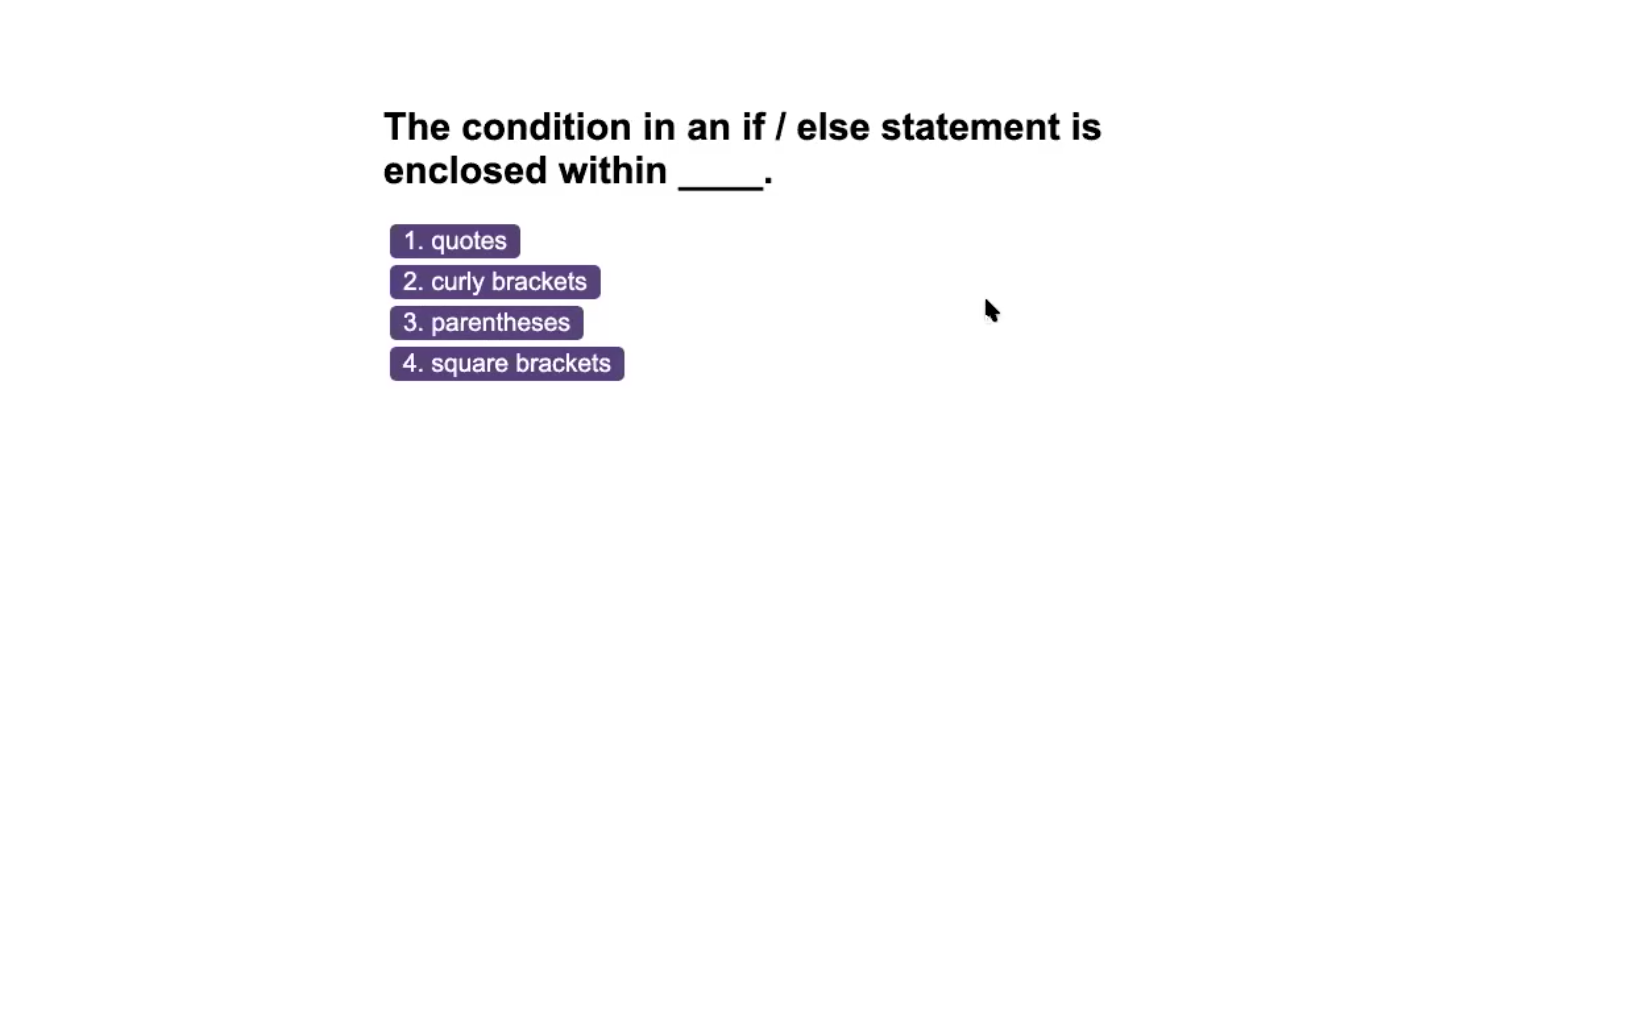 The condition in an if / else statement is
enclosed within ____.
1. quotes
2. curly brackets
3. parentheses
4. square brackets